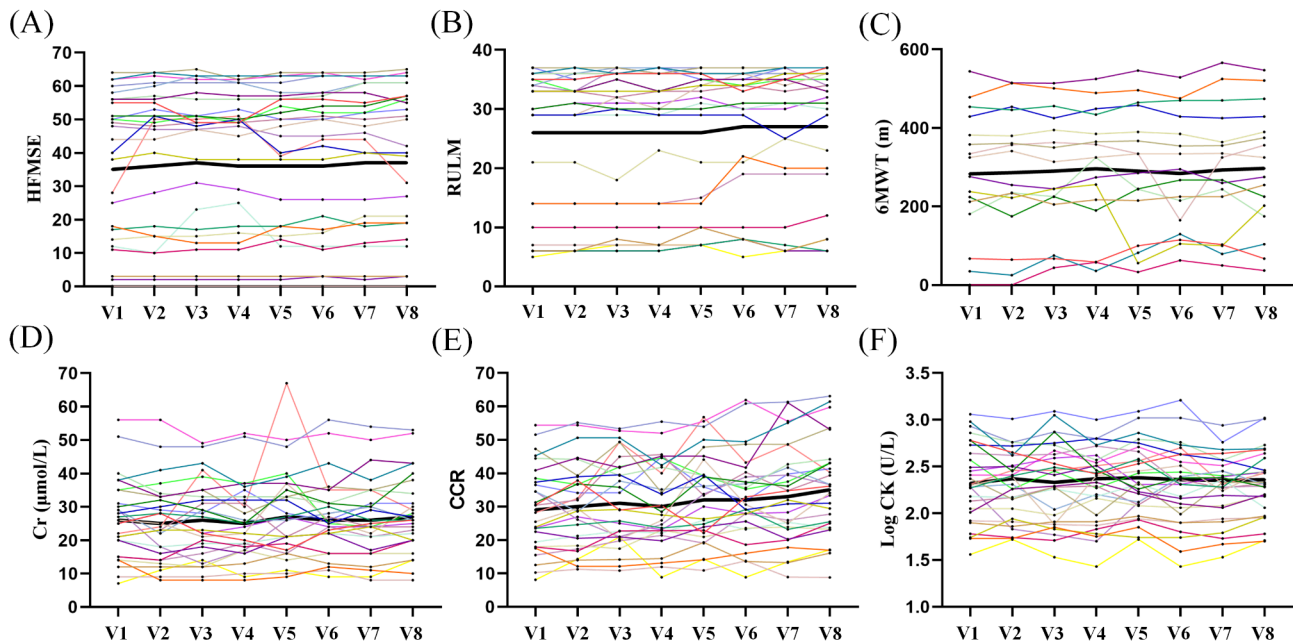 (A)
HFMSE
70
60
50
40
30
20
10
0
V1 V2 V3 V4 V5 V6 V7 V8
(B)
RULM
40
30
20
10
0
V1 V2 V3 V4 V5 V6 V7 V8
(C)
6MWT (m)
600
400
200
0
V1 V2 V3 V4 V5 V6 V7 V8
(D)
Cr (μmol/L)
70
60
50
40
30
20
10
0
V1 V2 V3 V4 V5 V6 V7 V8
(E)
CCR
70
60
50
40
30
20
10
0
V1 V2 V3 V4 V5 V6 V7 V8
(F)
Log CK (U/L)
3.5
3.0
2.5
2.0
1.5
1.0
V1 V2 V3 V4 V5 V6 V7 V8